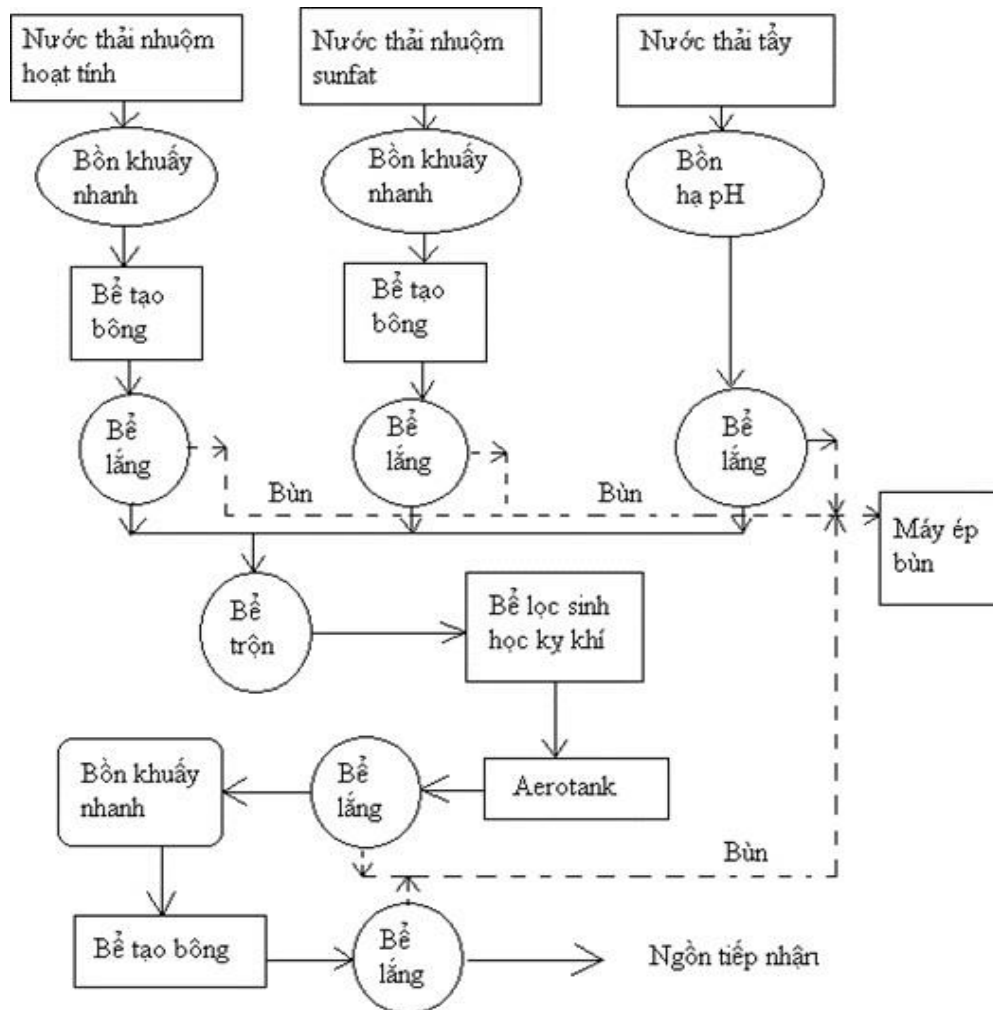 Nước thải nhuộm
hoạt tính
Nước thải nhuộm
sunfat
Nước thải tẩy
Bồn khuấy
nhanh
Bồn khuấy
nhanh
Bồn
hạ pH
Bể tạo
bông
Bể tạo
bông
Bể
lắng
Bể
lắng
Bể
lắng
Bùn
Bùn
Máy ép
bùn
Bể
trộn
Bể lọc sinh
học kỵ khí
Bồn khuấy
nhanh
Bể
lắng
Aerotank
Bùn
Bể tạo bông
Bể
lắng
Ngồn tiếp nhận